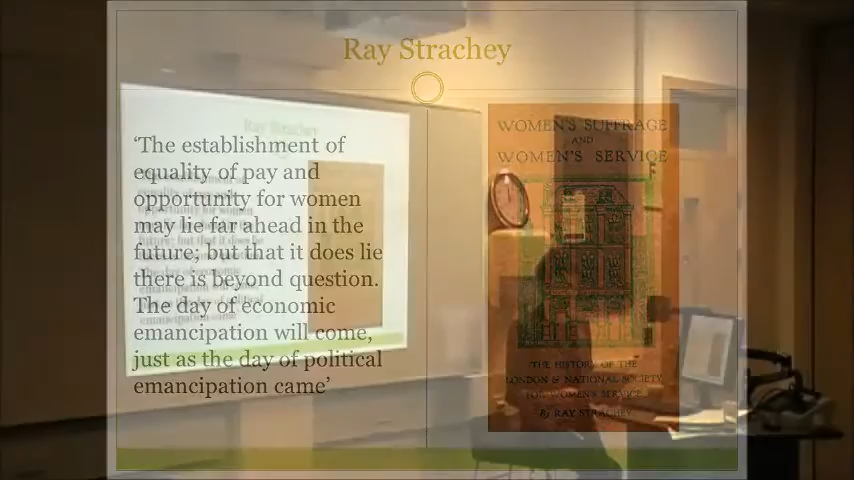 Ray Strachey
‘The establishment of
equality of pay and
opportunity for women
may lie far ahead in the
future; but that it does lie
there is beyond question.
The day of economic
emancipation will come,
just as the day of political
emancipation came’
WOMEN'S SUFFRAGE
AND
WOMEN'S SERVICE
THE HISTORY OF THE
LONDON & NATIONAL SOCIETY
FOR WOMEN'S SERVICE
By RAY STRACHEY
Ray Strachey